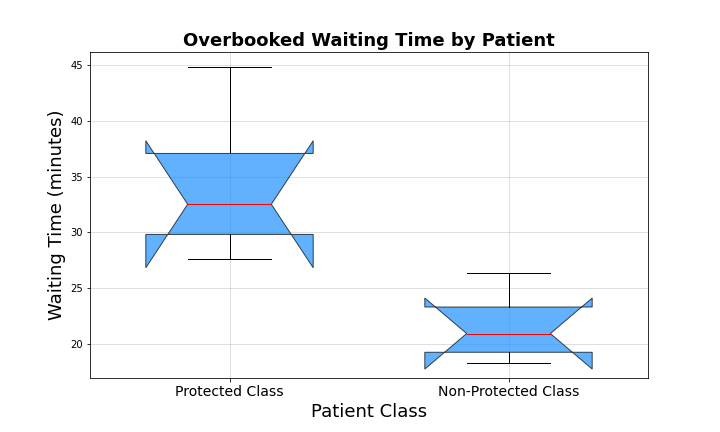 Overbooked Waiting Time by Patient
45
40
35
30
25
20
Waiting Time (minutes)
Protected Class
Non-Protected Class
Patient Class